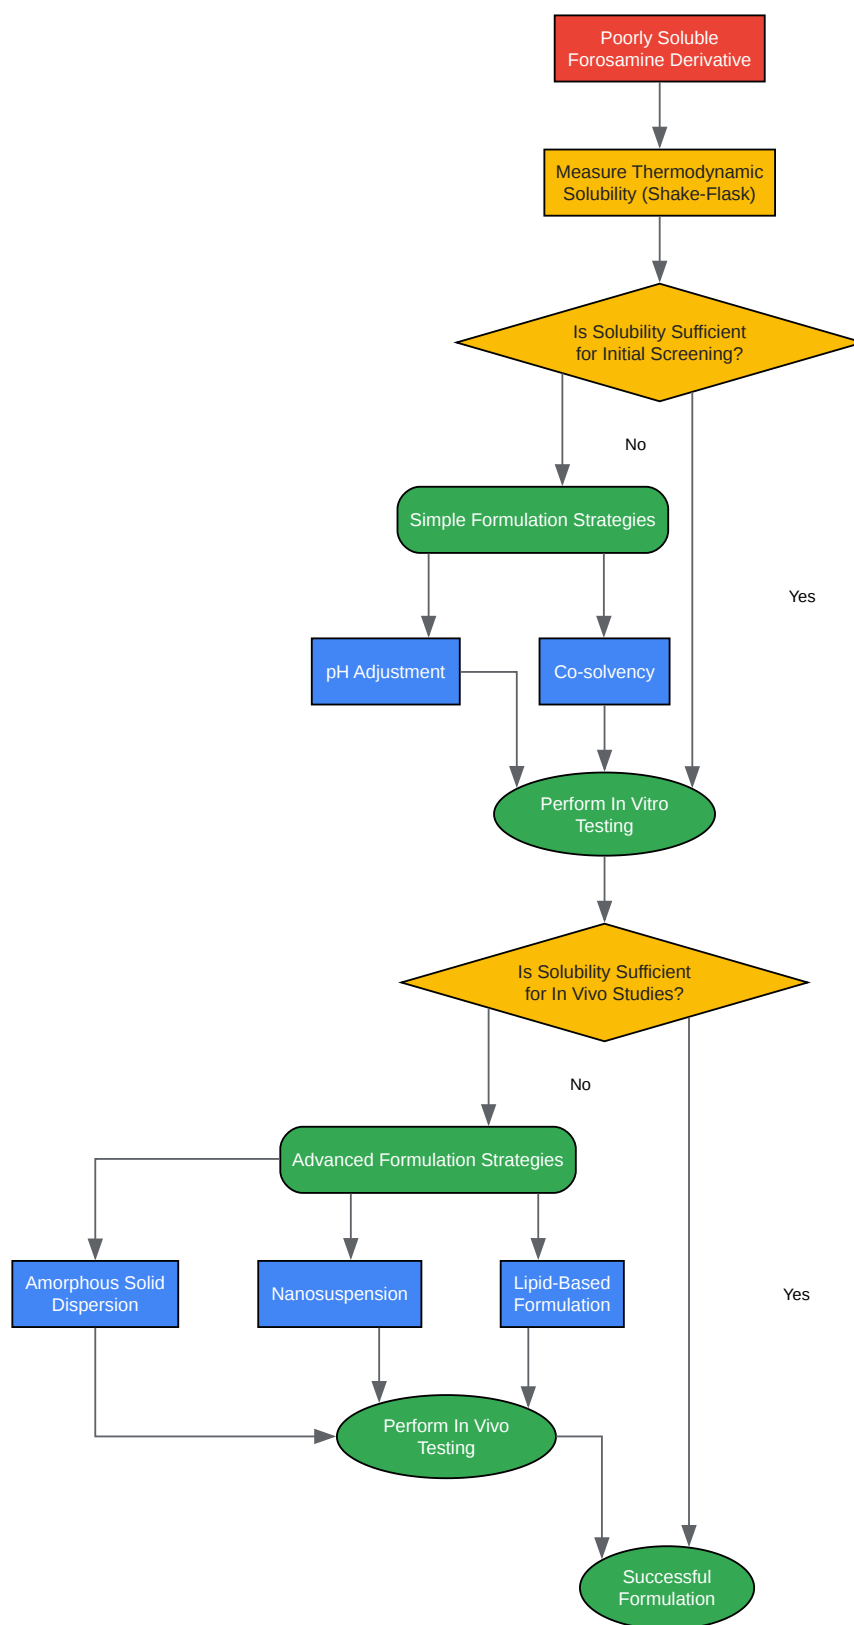 Poorly Soluble
Forosamine Derivative
Measure Thermodynamic
Solubility (Shake-Flask)
Is Solubility Sufficient
for Initial Screening?
No
Simple Formulation Strategies
Yes
pH Adjustment
Co-solvency
Perform In Vitro
Testing
Is Solubility Sufficient
for In Vivo Studies?
No
Advanced Formulation Strategies
Amorphous Solid
Dispersion
Nanosuspension
Lipid-Based
Formulation
Yes
Perform In Vivo
Testing
Successful
Formulation